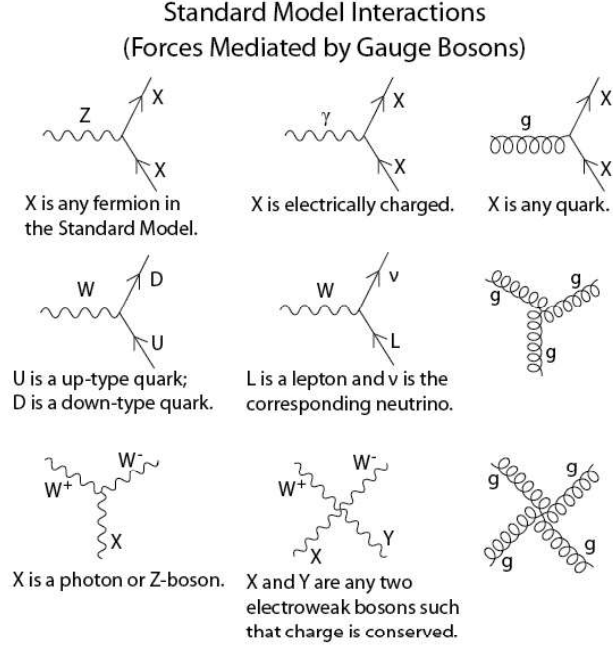 Standard Model Interactions
(Forces Mediated by Gauge Bosons)
Z
X
X
X is any fermion in
the Standard Model.
γ
X
X
X is electrically charged.
g
X
X
X is any quark.
W
D
U
U is a up-type quark;
D is a down-type quark.
W
ν
L
L is a lepton and ν is the
corresponding neutrino.
g
g
g
W+
W-
X
X is a photon or Z-boson.
W+
W-
X
Y
X and Y are any two
electroweak bosons such
that charge is conserved.
g
g
g
g